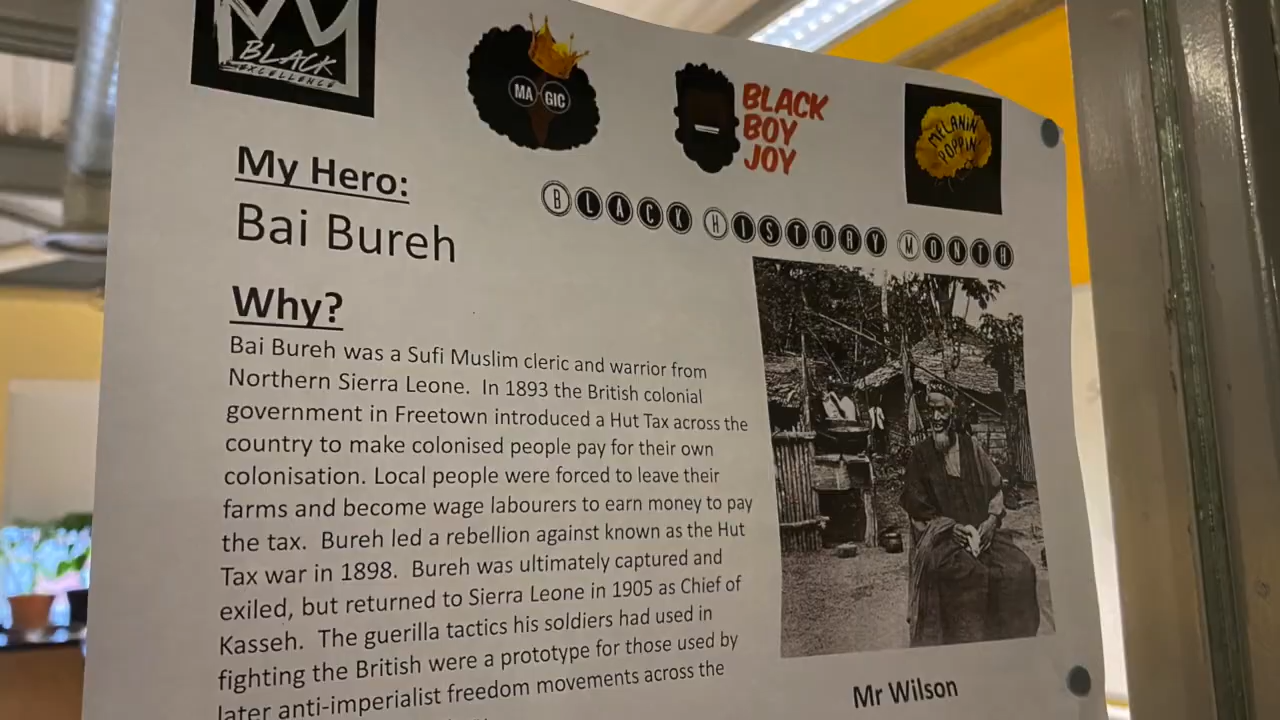 BLACK
EXCELLENCE
MA GIC
BLACK
BOY
JOY
MELANIN
POPPIN
My Hero:
Bai Bureh
BLACK HISTORY MONTH
Why?
Bai Bureh was a Sufi Muslim cleric and warrior from
Northern Sierra Leone. In 1893 the British colonial
government in Freetown introduced a Hut Tax across the
country to make colonised people pay for their own
colonisation. Local people were forced to leave their
farms and become wage labourers to earn money to pay
the tax. Bureh led a rebellion against known as the Hut
Tax war in 1898. Bureh was ultimately captured and
exiled, but returned to Sierra Leone in 1905 as Chief of
Kasseh. The guerilla tactics his soldiers had used in
fighting the British were a prototype for those used by
later anti-imperialist freedom movements across the
Mr Wilson